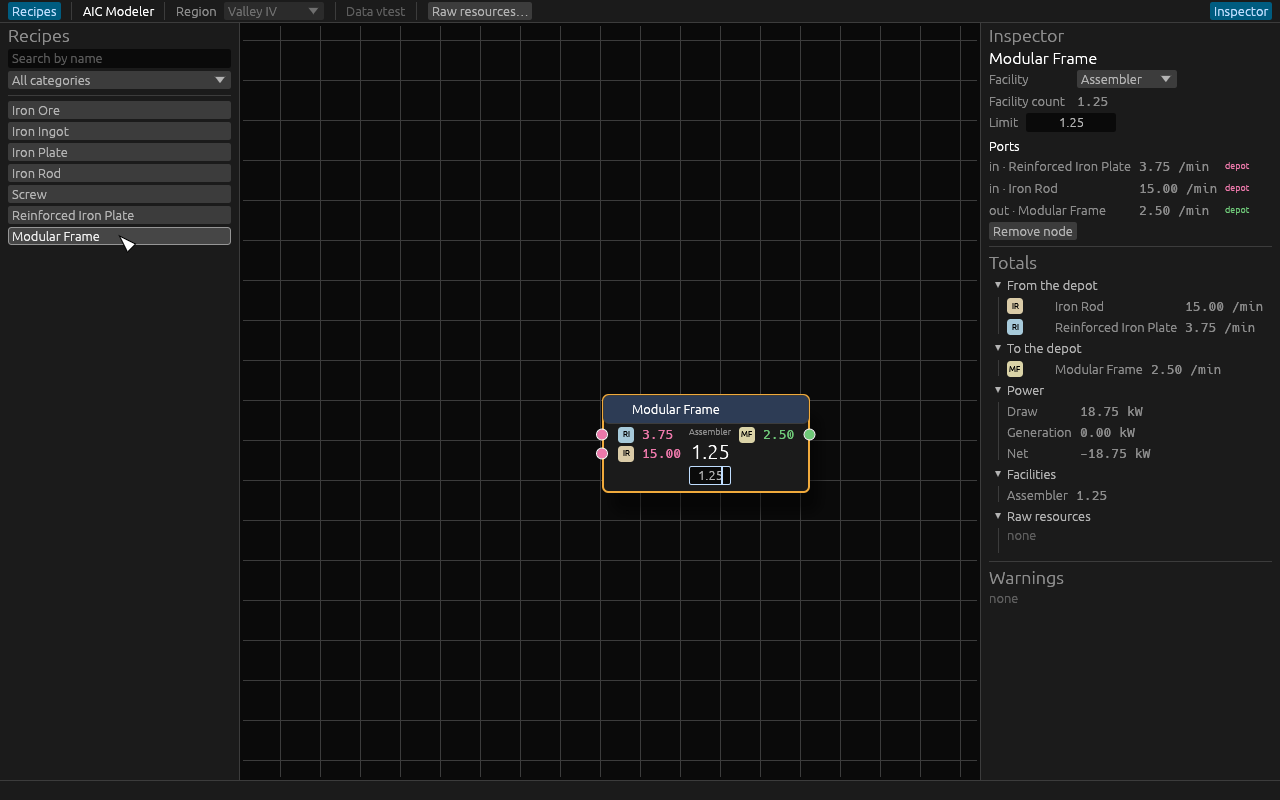 Recipes AIC Modeler Region Valley IV Data vtest Raw resources... Inspector
Recipes
Search by name
All categories
Iron Ore
Iron Ingot
Iron Plate
Iron Rod
Screw
Reinforced Iron Plate
Modular Frame
Modular Frame
RI 3.75 Assembler MF 2.50
IR 15.00 1.25
1.25
Inspector
Modular Frame
Facility Assembler
Facility count 1.25
Limit 1.25
Ports
in · Reinforced Iron Plate 3.75 /min depot
in · Iron Rod 15.00 /min depot
out · Modular Frame 2.50 /min depot
Remove node
Totals
From the depot
IR Iron Rod 15.00 /min
RI Reinforced Iron Plate 3.75 /min
To the depot
MF Modular Frame 2.50 /min
Power
Draw 18.75 kW
Generation 0.00 kW
Net −18.75 kW
Facilities
Assembler 1.25
Raw resources
none
Warnings
none